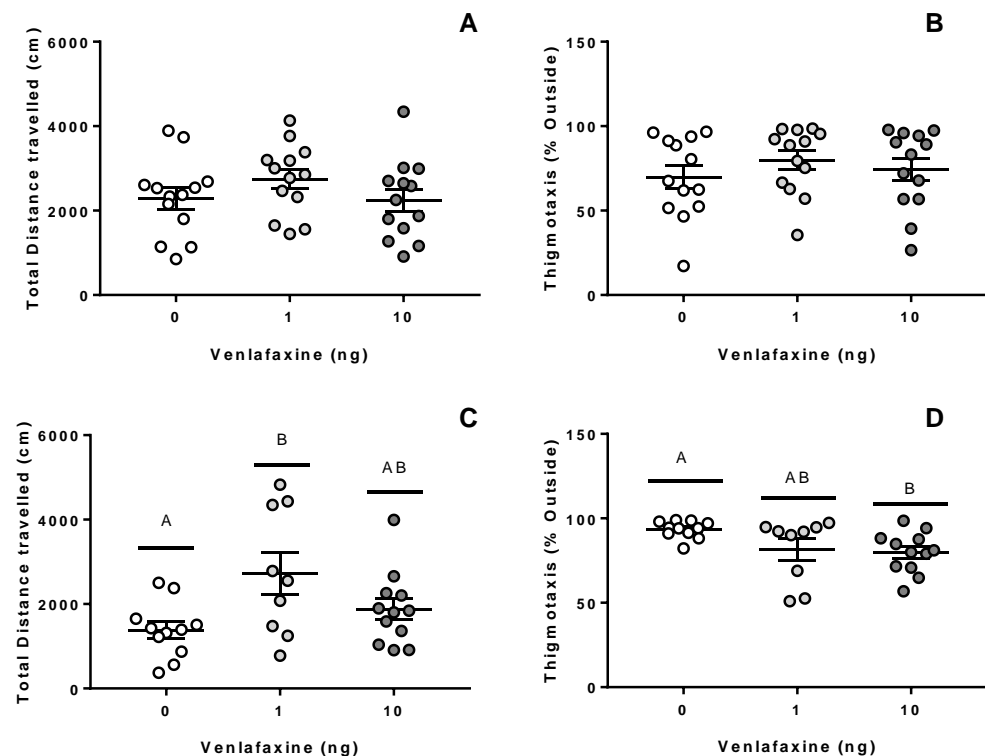 A
Total Distance travelled (cm)
6000
4000
2000
0
0 1 10
Venlafaxine (ng)
B
Thigmotaxis (% Outside)
150
100
50
0
0 1 10
Venlafaxine (ng)
C
Total Distance travelled (cm)
6000
4000
2000
0
A
B
AB
0 1 10
Venlafaxine (ng)
D
Thigmotaxis (% Outside)
150
100
50
0
A
AB
B
0 1 10
Venlafaxine (ng)